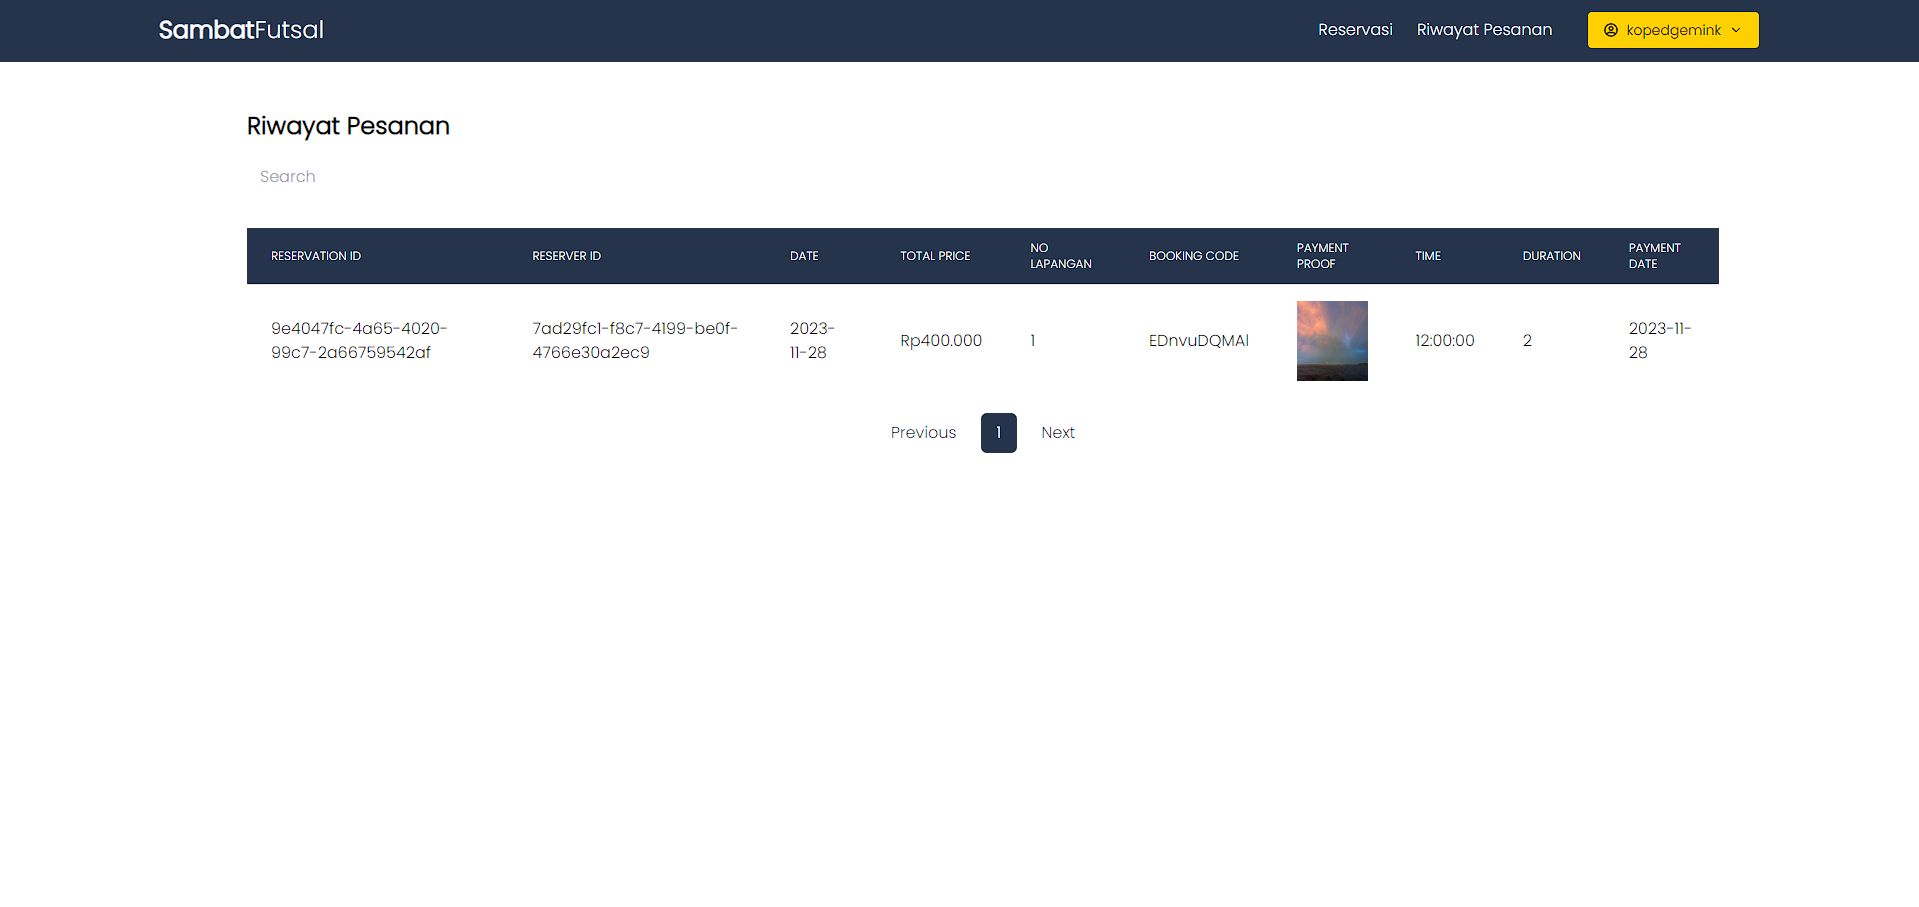 SambatFutsal
Reservasi
Riwayat Pesanan
kopedgemink
Riwayat Pesanan
Search
RESERVATION ID
RESERVER ID
DATE
TOTAL PRICE
NO
LAPANGAN
BOOKING CODE
PAYMENT
PROOF
TIME
DURATION
PAYMENT
DATE
9e4047fc-4a65-4020-
99c7-2a66759542af
7ad29fc1-f8c7-4199-be0f-
4766e30a2ec9
2023-
11-28
Rp400.000
1
EDnvuDQMAl
12:00:00
2
2023-11-
28
Previous
1
Next